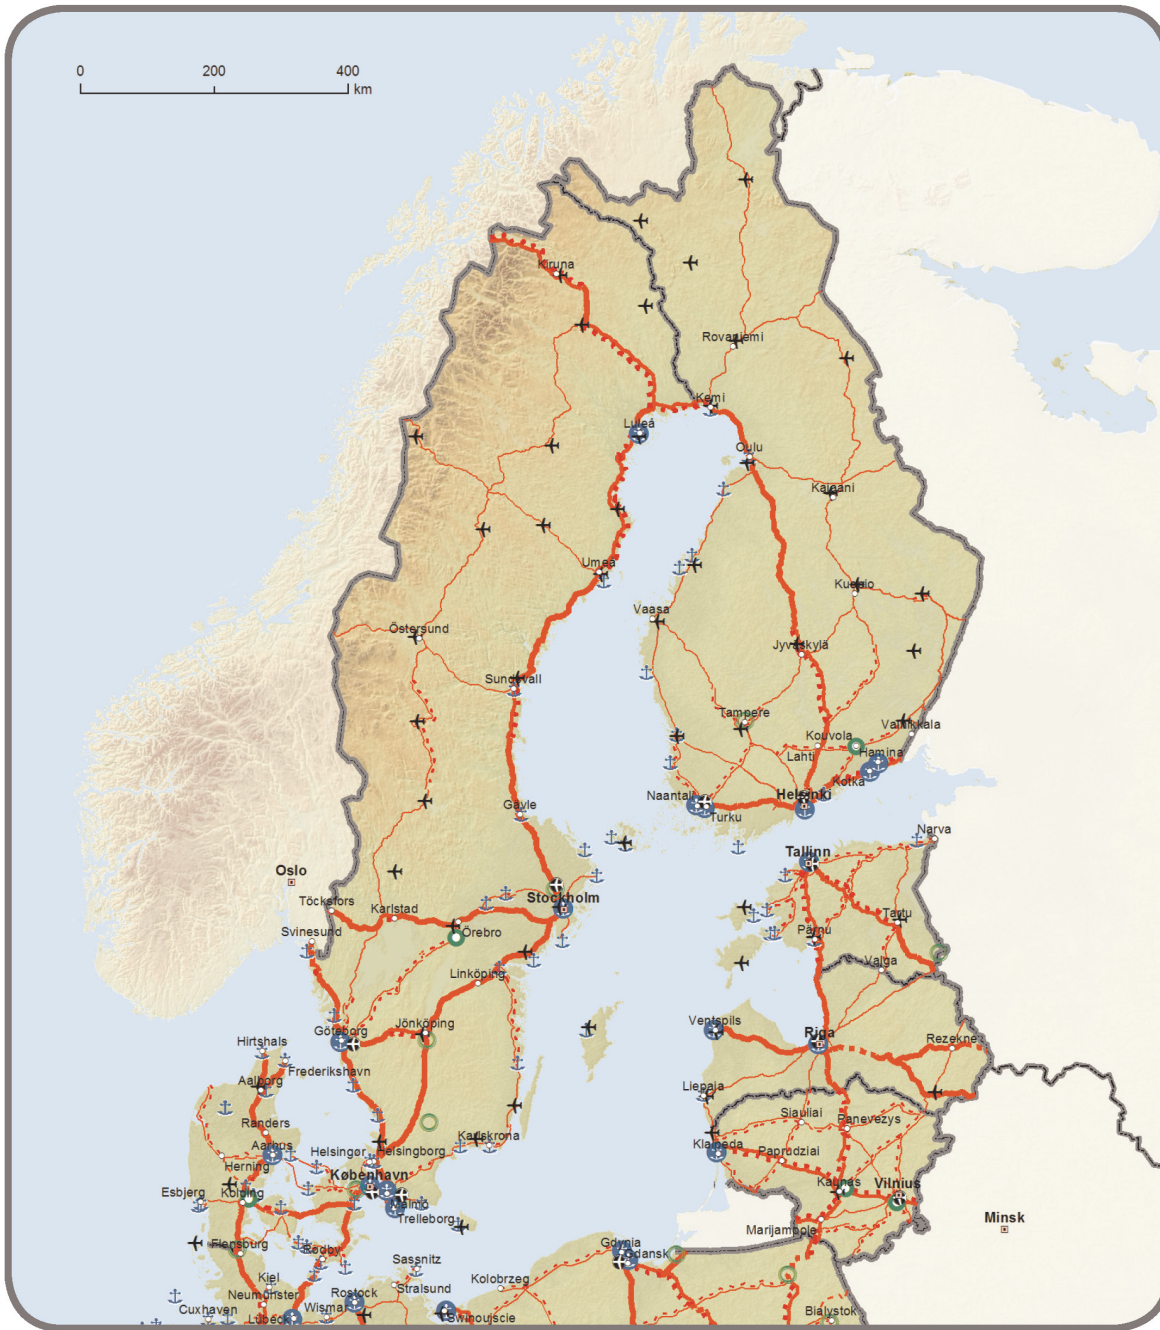 0 200 400
km
Kiruna
Rovaniemi
Kemi
Luleå
Oulu
Kajaani
Umeå
Kuopio
Vaasa
Östersund
Jyväskylä
Sundsvall
Tampere
Kouvola
Vainikkala
Lahti
Hamina
Kotka
Naantali
Helsinki
Gävle
Turku
Narva
Tallinn
Oslo
Stockholm
Töcksfors
Karlstad
Tartu
Örebro
Pärnu
Svinesund
Valga
Linköping
Ventspils
Göteborg
Jönköping
Riga
Rezekne
Hirtshals
Frederikshavn
Aalborg
Liepaja
Siauliai
Randers
Panevezys
Karlskrona
Aarhus
Helsingør
Helsingborg
Klaipeda
Paprudziai
Herning
København
Kaunas
Vilnius
Esbjerg
Kolding
Malmö
Trelleborg
Minsk
Marijampole
Flensburg
Rødby
Gdynia
Gdansk
Sassnitz
Kiel
Stralsund
Kolobrzeg
Neumünster
Rostock
Cuxhaven
Wismar
Lübeck
Swinoujscie
Bialystok